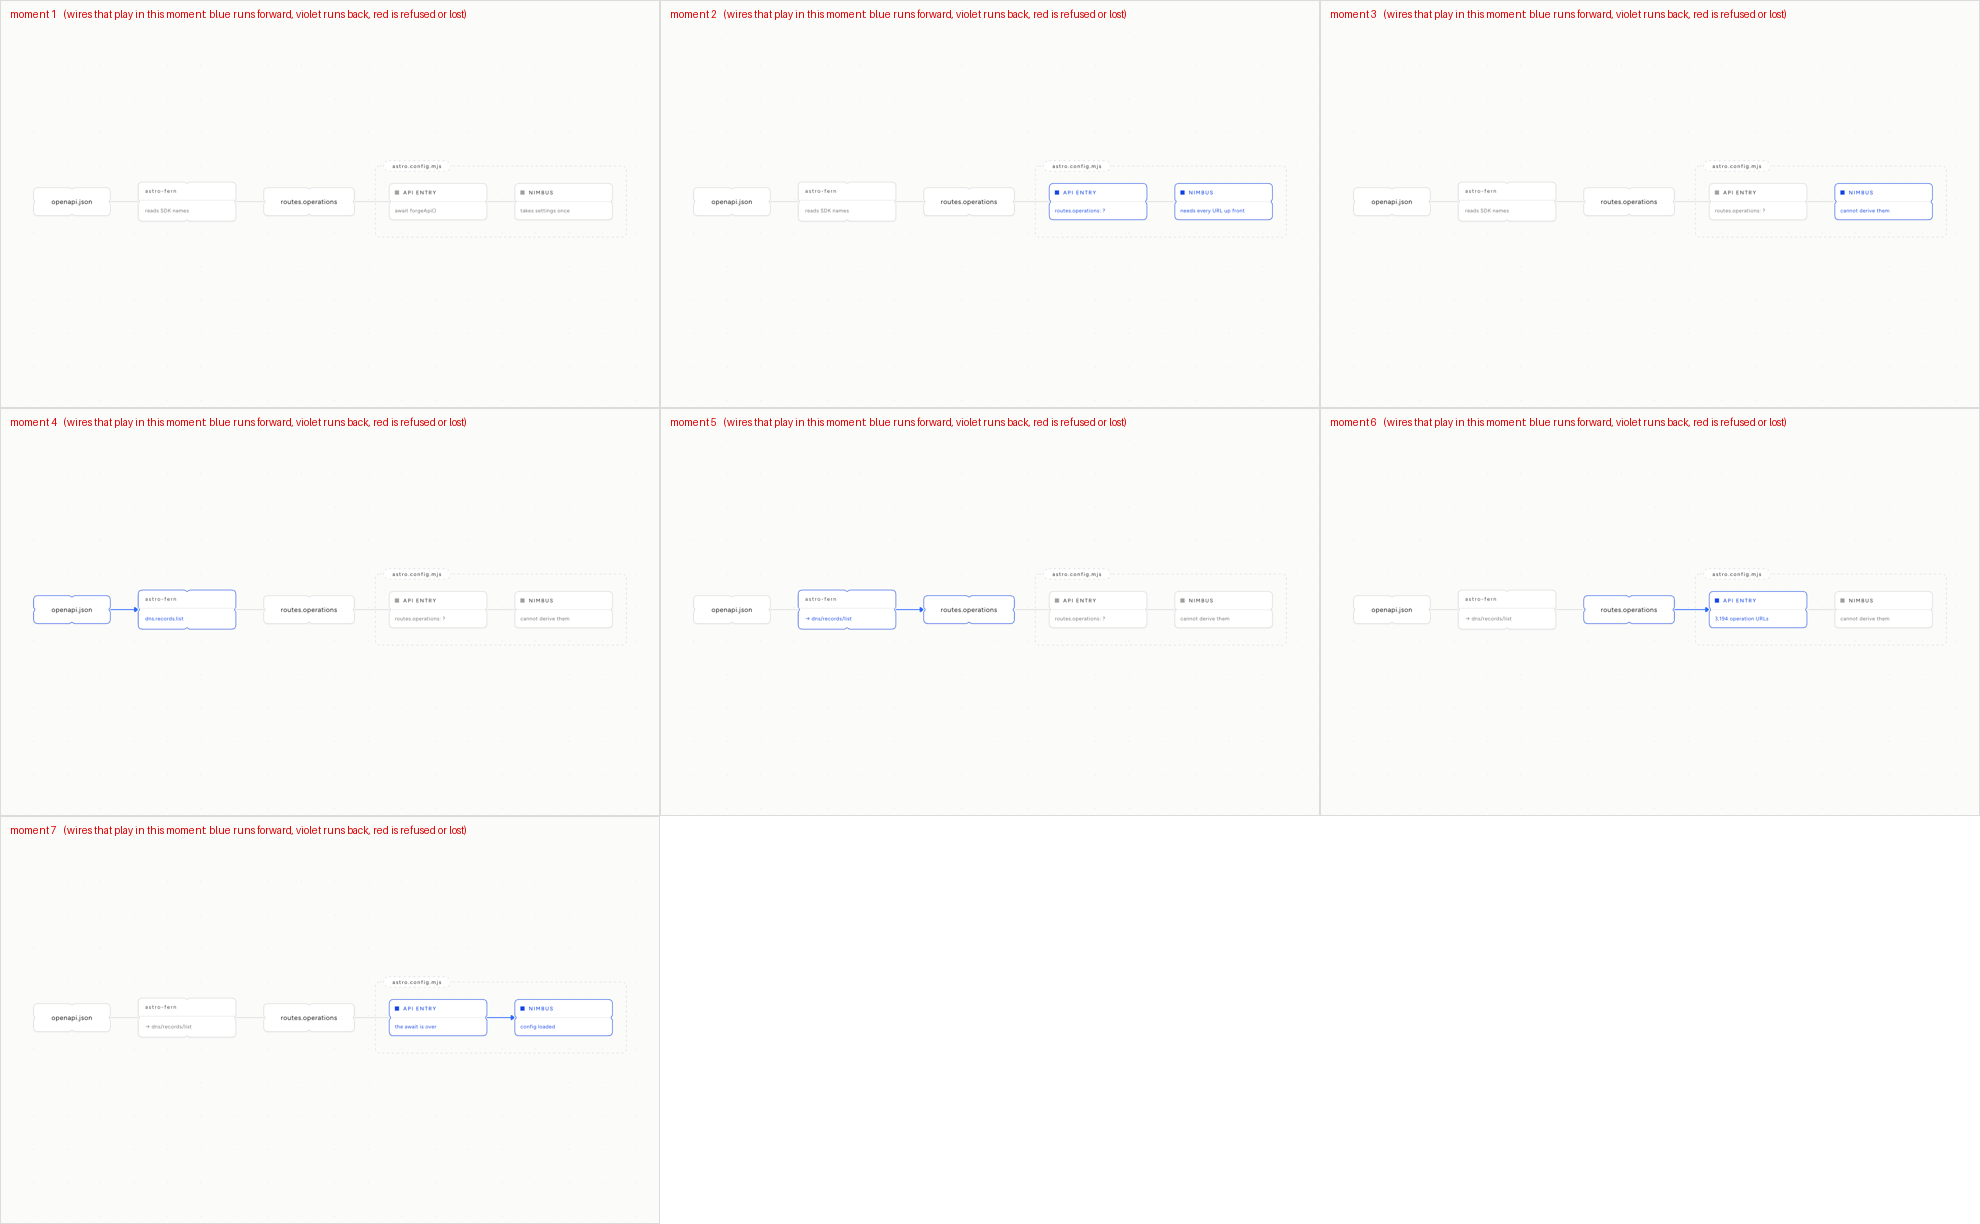 moment 1 (wires that play in this moment: blue runs forward, violet runs back, red is refused or lost)
astro.config.mjs
openapi.json
astro-fern
reads SDK names
routes.operations
API ENTRY
await forgeApi()
NIMBUS
takes settings once
moment 2 (wires that play in this moment: blue runs forward, violet runs back, red is refused or lost)
astro.config.mjs
openapi.json
astro-fern
reads SDK names
routes.operations
API ENTRY
routes.operations: ?
NIMBUS
needs every URL up front
moment 3 (wires that play in this moment: blue runs forward, violet runs back, red is refused or lost)
astro.config.mjs
openapi.json
astro-fern
reads SDK names
routes.operations
API ENTRY
routes.operations: ?
NIMBUS
cannot derive them
moment 4 (wires that play in this moment: blue runs forward, violet runs back, red is refused or lost)
astro.config.mjs
openapi.json
astro-fern
dns.records.list
routes.operations
API ENTRY
routes.operations: ?
NIMBUS
cannot derive them
moment 5 (wires that play in this moment: blue runs forward, violet runs back, red is refused or lost)
astro.config.mjs
openapi.json
astro-fern
→ dns/records/list
routes.operations
API ENTRY
routes.operations: ?
NIMBUS
cannot derive them
moment 6 (wires that play in this moment: blue runs forward, violet runs back, red is refused or lost)
astro.config.mjs
openapi.json
astro-fern
→ dns/records/list
routes.operations
API ENTRY
3,194 operation URLs
NIMBUS
cannot derive them
moment 7 (wires that play in this moment: blue runs forward, violet runs back, red is refused or lost)
astro.config.mjs
openapi.json
astro-fern
→ dns/records/list
routes.operations
API ENTRY
the await is over
NIMBUS
config loaded